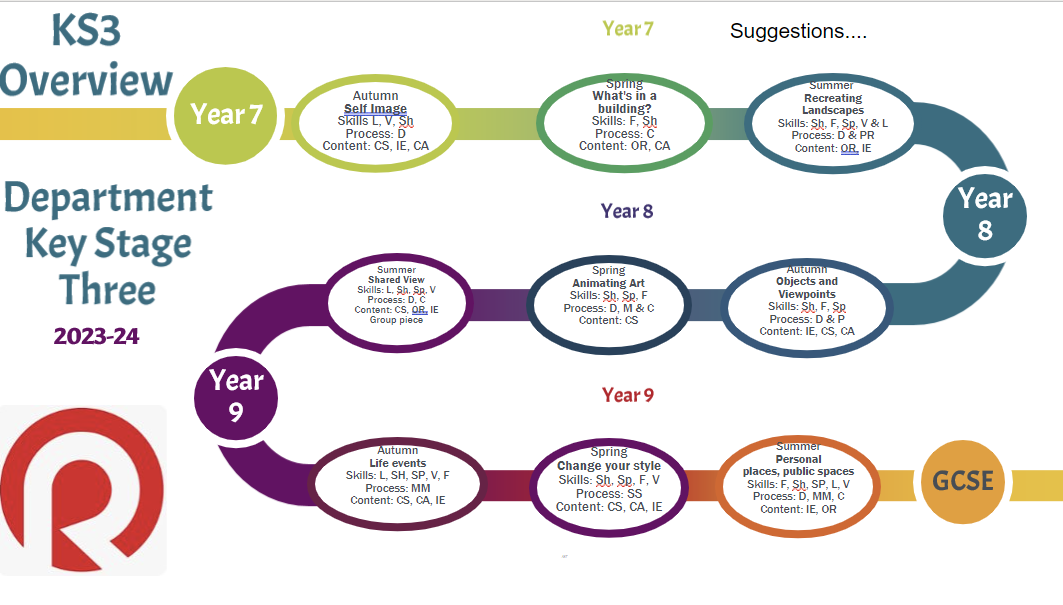 KS3
Overview
Year 7
Suggestions....
Year 7
Autumn
Self Image
Skills L, V, Sh
Process: D
Content: CS, IE, CA
Spring
What's in a
building?
Skills: F, Sh
Process: C
Content: OR, CA
Summer
Recreating
Landscapes
Skills: Sh, F, Sp, V & L
Process: D & PR
Content: OR, IE
Department
Key Stage
Three
2023-24
Year 8
Year
8
Summer
Shared View
Skills: L, Sh, Sp, V
Process: D, C
Content: CS, OR, IE
Group piece
Spring
Animating Art
Skills: Sh, Sp, F
Process: D, M & C
Content: CS
Autumn
Objects and
Viewpoints
Skills: Sh, F, Sp
Process: D & P
Content: IE, CS, CA
Year 9
Year
9
Autumn
Life events
Skills: L, SH, SP, V, F
Process: MM
Content: CS, CA, IE
Spring
Change your style
Skills: Sh, Sp, F, V
Process: SS
Content: CS, CA, IE
Summer
Personal
places, public spaces
Skills: F, Sh, SP, L, V
Process: D, MM, C
Content: IE, OR
GCSE